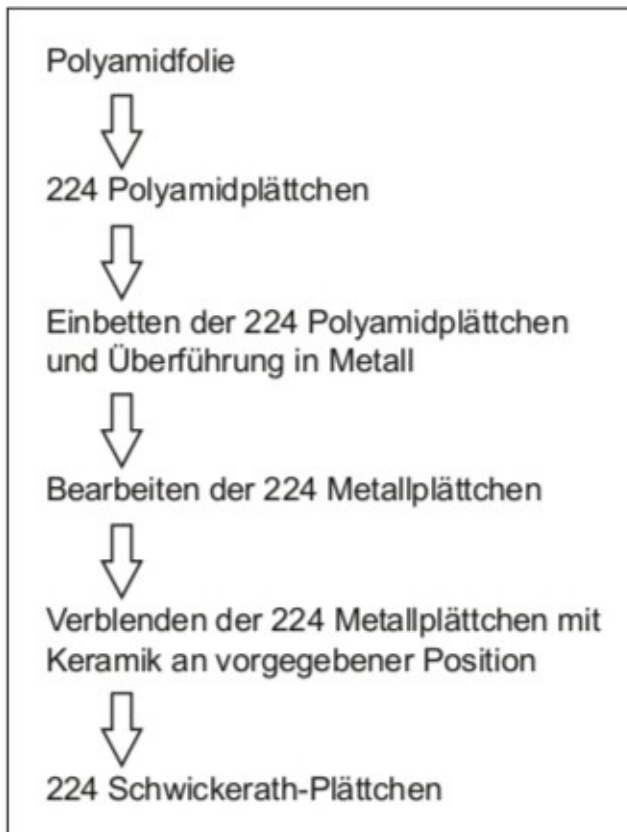 Polyamidfolie
224 Polyamidplättchen
Einbetten der 224 Polyamidplättchen
und Überführung in Metall
Bearbeiten der 224 Metallplättchen
Verblenden der 224 Metallplättchen mit
Keramik an vorgegebener Position
224 Schwickerath-Plättchen